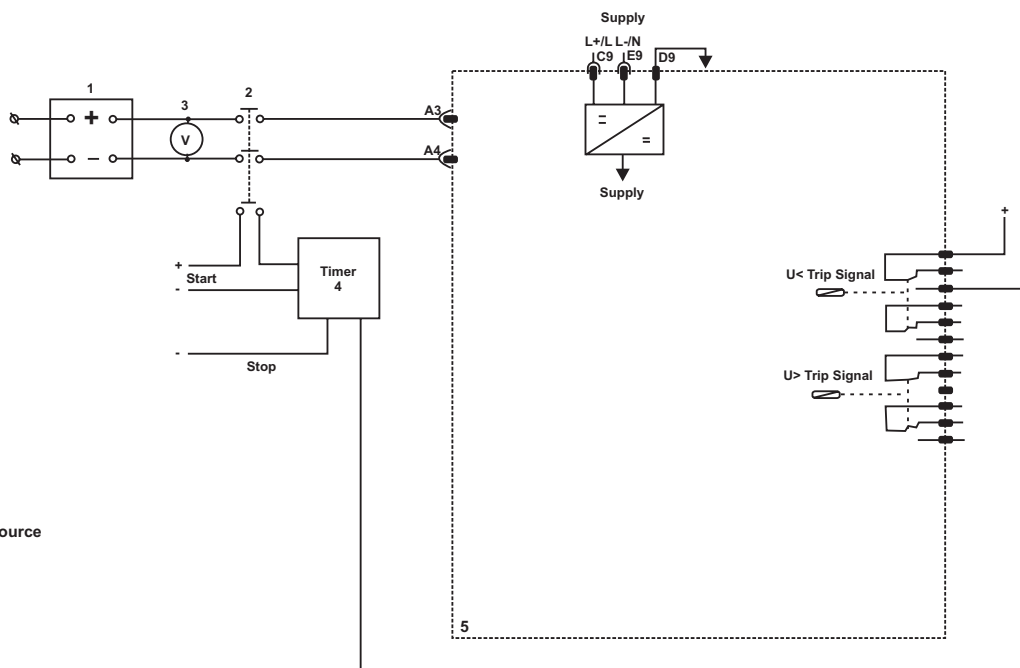 Supply
L+/L L-/N
C9 E9 D9
1
3
2
+
V
−
A3
A4
=
=
Supply
+
Start
-
Timer
4
-
Stop
+
U< Trip Signal
U> Trip Signal
ource
5